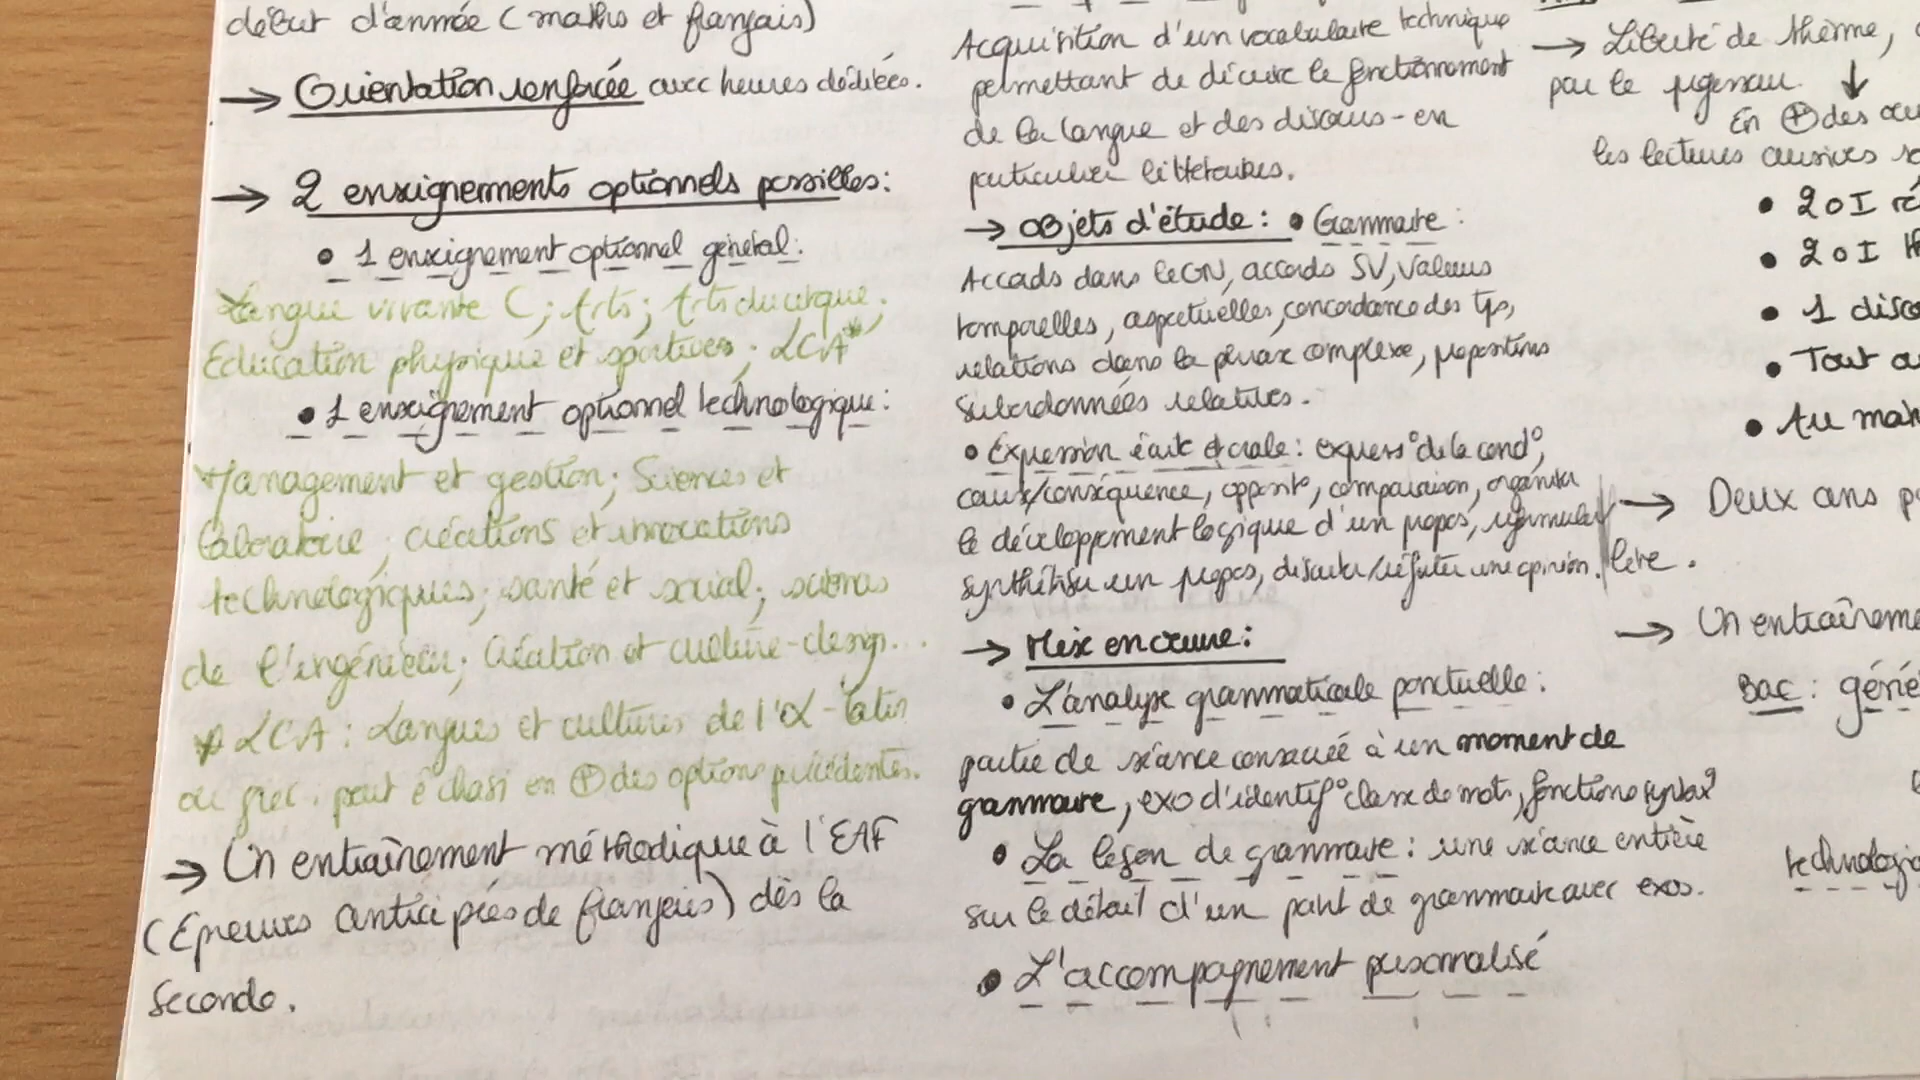 début d'année (maths et français)
→ Orientation renforcée avec heures dédiées.
→ 2 enseignements optionnels possibles:
• 1 enseignement optionnel général:
Langue vivante C; Arts; Arts du cirque;
Education physique et sportives; LCA*
• 1 enseignement optionnel technologique:
Management et gestion; Sciences et
laboratoire; créations et innovations
technologiques; santé et social; sciences
de l'ingénieur; Création et culture-design...
* LCA: Langues et cultures de l'α-latin
ou grec: peut ê choisi en ⊕ des options précédentes.
→ Un entraînement méthodique à l'EAF
(Epreuves anticipées de français) dès la
Seconde.
Acquisition d'un vocabulaire technique
permettant de décrire le fonctionnement
de la langue et des discours - en
particulier littéraires.
→ Objets d'étude: • Grammaire:
Accords dans le GN, accords SV, Valeurs
temporelles, aspectuelles, concordance des tps,
relations dans la phrase complexe, propositions
subordonnées relatives.
• Expression écrite et orale: express° de la cond°,
cause/conséquence, opposit°, comparaison, organiser
le développement logique d'un propos, reformuler/
synthétiser un propos, discuter/réfuter une opinion.
→ Mise en œuvre:
• L'analyse grammaticale ponctuelle:
partie de séance consacrée à un moment de
grammaire, exo d'identif° classe de mots, fonctions syntax
• La leçon de grammaire: une séance entière
sur le détail d'un point de grammaire avec exos.
• L'accompagnement personnalisé
→ Liberté de thème,
par le
En ⊕ des œu
les lectures cursives so
• 2 O I ré
• 2 O I
• 1 disco
• Tout
• Au
→ Deux ans
lère.
→ Un entraîneme
Bac: géné
technologi